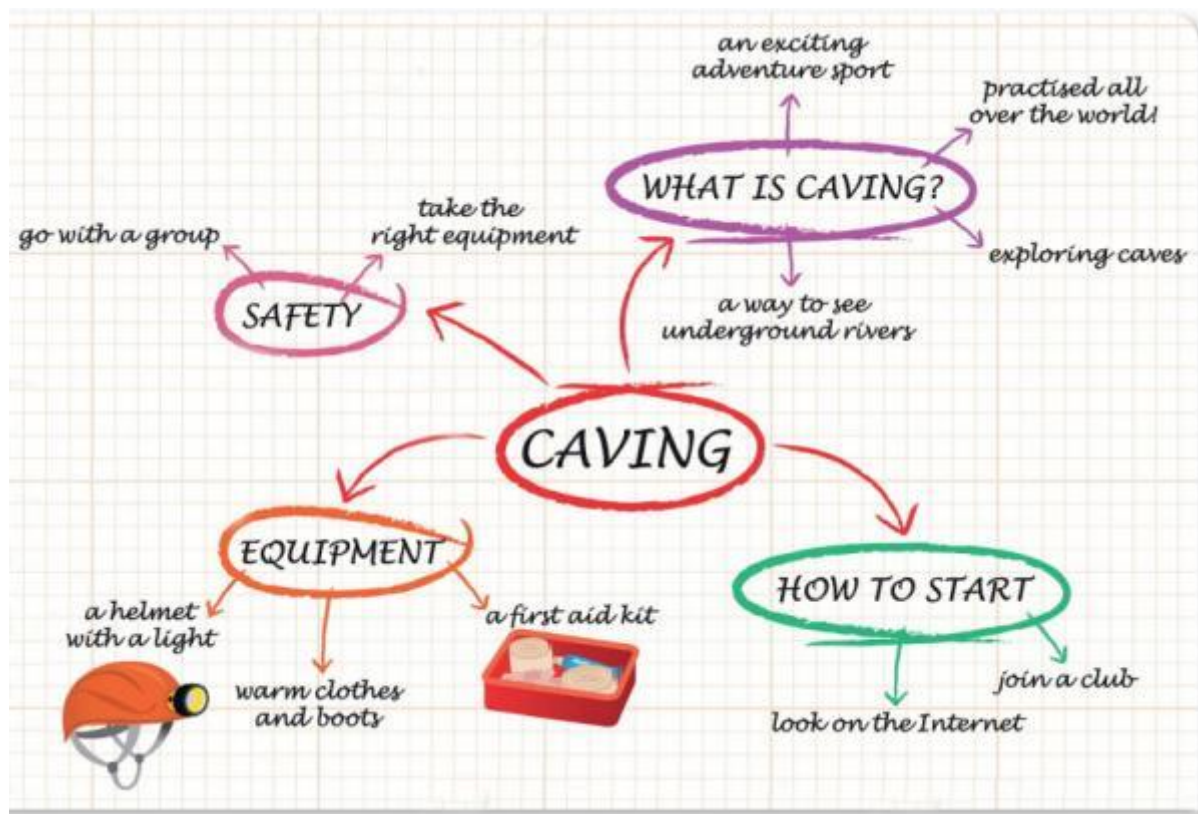 an exciting
adventure sport
practised all
over the world!
WHAT IS CAVING?
exploring caves
a way to see
underground rivers
go with a group
take the
right equipment
SAFETY
CAVING
EQUIPMENT
a helmet
with a light
warm clothes
and boots
a first aid kit
HOW TO START
join a club
look on the Internet